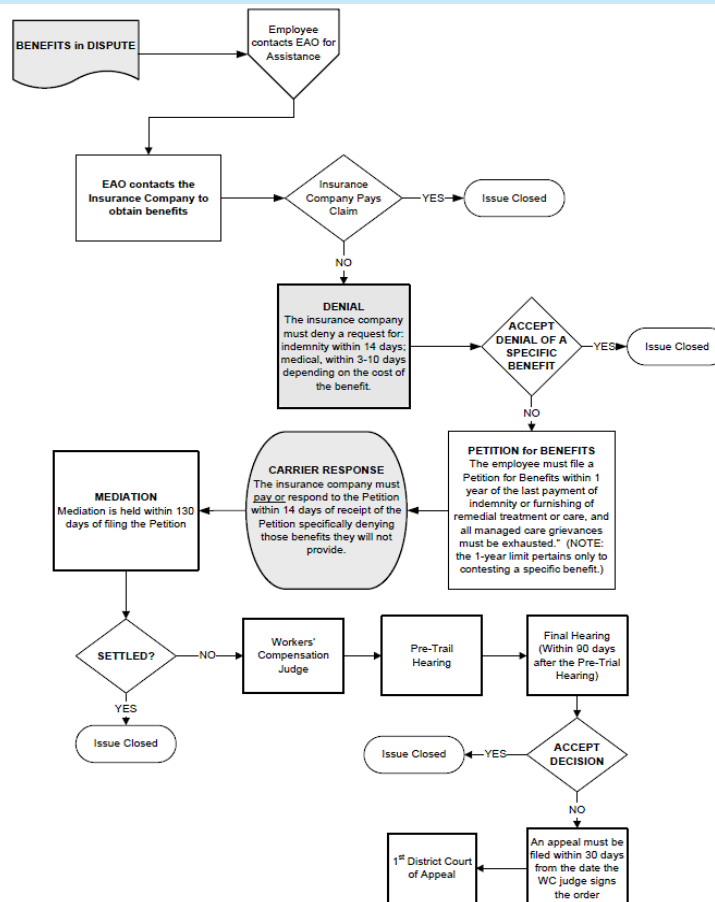 BENEFITS in DISPUTE
Employee
contacts EAO for
Assistance
EAO contacts the
Insurance Company to
obtain benefits
Insurance
Company Pays
Claim
YES
Issue Closed
NO
DENIAL
The insurance company
must deny a request for:
indemnity within 14 days;
medical, within 3-10 days
depending on the cost of
the benefit.
ACCEPT
DENIAL OF A
SPECIFIC
BENEFIT
YES
Issue Closed
NO
PETITION for BENEFITS
The employee must file a
Petition for Benefits within 1
year of the last payment of
indemnity or furnishing of
remedial treatment or care, and
all managed care grievances
must be exhausted." (NOTE:
the 1-year limit pertains only to
contesting a specific benefit.)
CARRIER RESPONSE
The insurance company must
pay or respond to the Petition
within 14 days of receipt of the
Petition specifically denying
those benefits they will not
provide.
MEDIATION
Mediation is held within 130
days of filing the Petition
SETTLED?
YES
Issue Closed
NO
Workers'
Compensation
Judge
Pre-Trail
Hearing
Final Hearing
(Within 90 days
after the Pre-Trial
Hearing)
ACCEPT
DECISION
YES
Issue Closed
NO
An appeal must be
filed within 30 days
from the date the
WC judge signs
the order
1st District Court
of Appeal